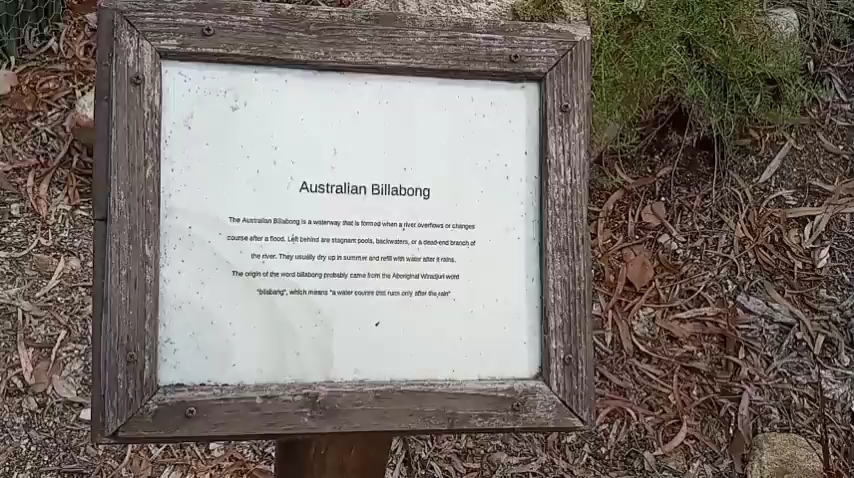 Australian Billabong
The Australian Billabong is a waterway that is formed when a river overflows or changes
course after a flood. Left behind are stagnant pools, backwaters, or a dead-end branch of
the river. They usually dry up in summer and refill with water after it rains.
The origin of the word billabong probably came from the Aboriginal Wiradjuri word
"bilabang", which means "a water course that runs only after the rain"